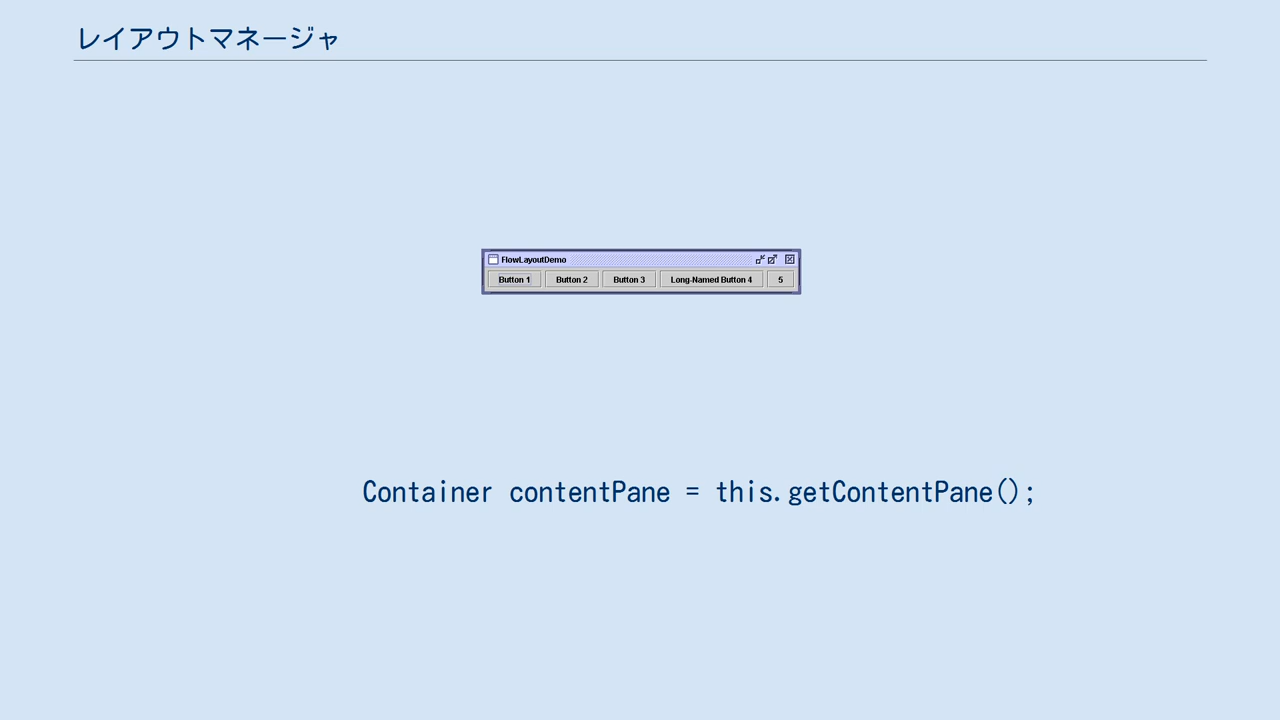 レイアウトマネージャ
FlowLayoutDemo
Button 1 Button 2 Button 3 Long-Named Button 4 5
Container contentPane = this.getContentPane();